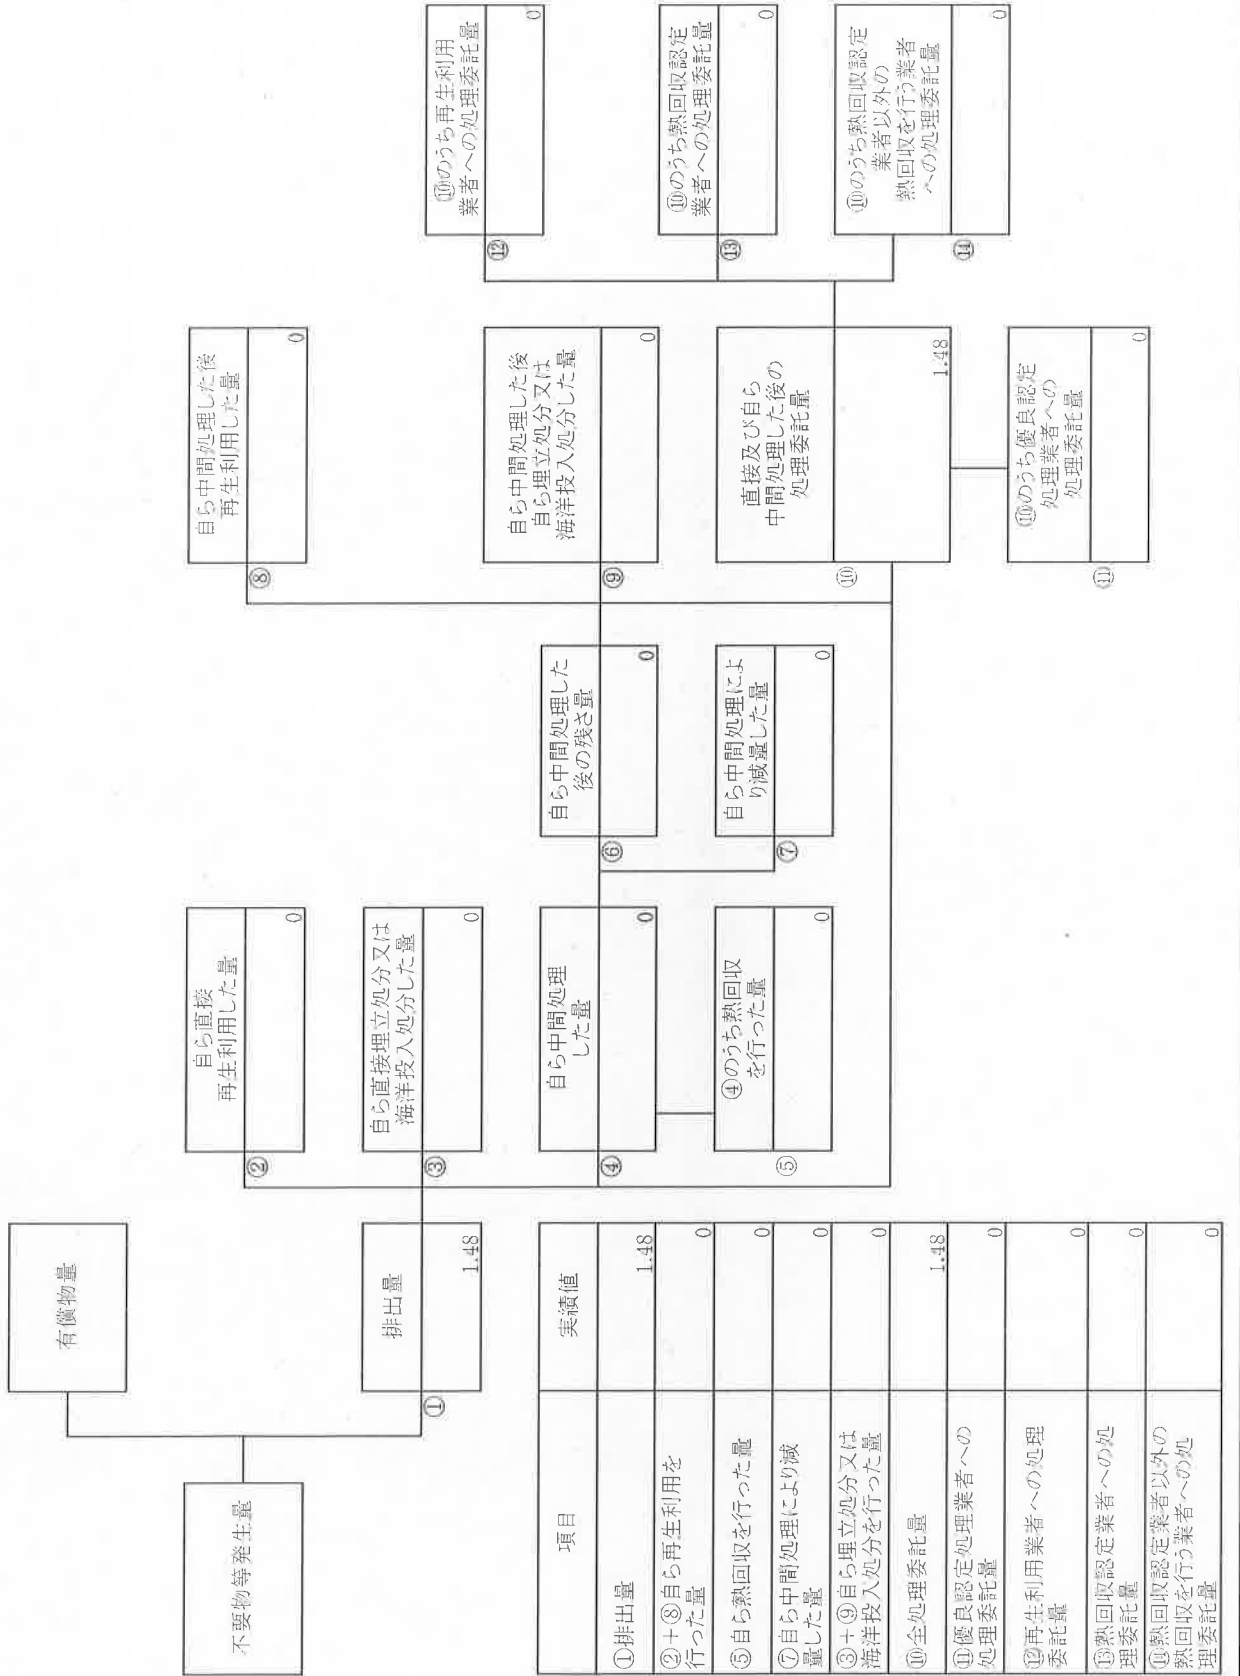 有償物量
不要物等発生量
排出量
①
1.48
自ら直接
再生利用した量
②
0
自ら直接埋立処分又は
海洋投入処分した量
③
0
自ら中間処理
した量
④
0
④のうち熱回収
を行った量
⑤
0
自ら中間処理した
後の残さ量
⑥
0
自ら中間処理によ
り減量した量
⑦
0
自ら中間処理した後
再生利用した量
⑧
0
自ら中間処理した後
自ら埋立処分又は
海洋投入処分した量
⑨
0
直接及び自ら
中間処理した後の
処理委託量
⑩
1.48
⑩のうち優良認定
処理業者への
処理委託量
⑪
0
⑩のうち再生利用
業者への処理委託量
⑫
0
⑩のうち熱回収認定
業者への処理委託量
⑬
0
⑩のうち熱回収認定
業者以外の
熱回収を行う業者
への処理委託量
⑭
0
項目 実績値
①排出量 1.48
②+⑧自ら再生利用を
行った量 0
⑤自ら熱回収を行った量 0
⑦自ら中間処理により減
量した量 0
③+⑨自ら埋立処分又は
海洋投入処分を行った量 0
⑩全処理委託量 1.48
⑪優良認定処理業者への
処理委託量 0
⑫再生利用業者への処理
委託量 0
⑬熱回収認定業者への処
理委託量 0
⑭熱回収認定業者以外の
熱回収を行う業者への処
理委託量 0